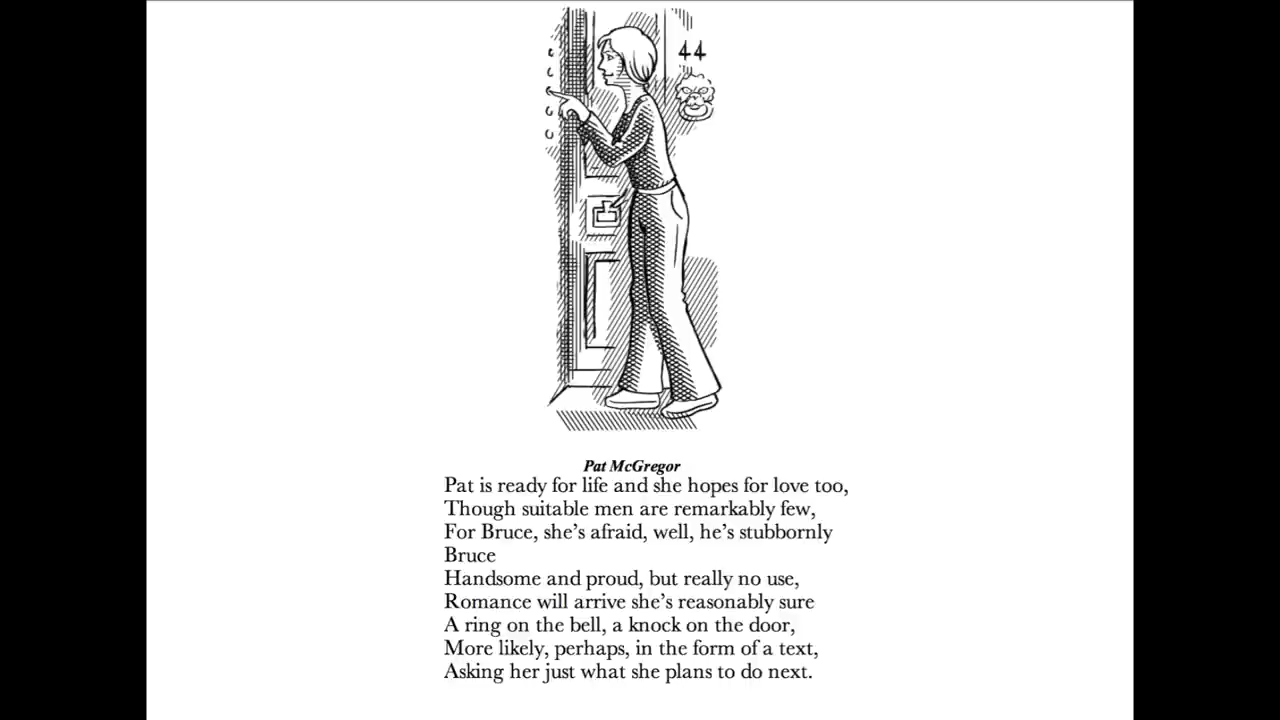 44
Pat McGregor
Pat is ready for life and she hopes for love too,
Though suitable men are remarkably few,
For Bruce, she’s afraid, well, he’s stubbornly
Bruce
Handsome and proud, but really no use,
Romance will arrive she’s reasonably sure
A ring on the bell, a knock on the door,
More likely, perhaps, in the form of a text,
Asking her just what she plans to do next.